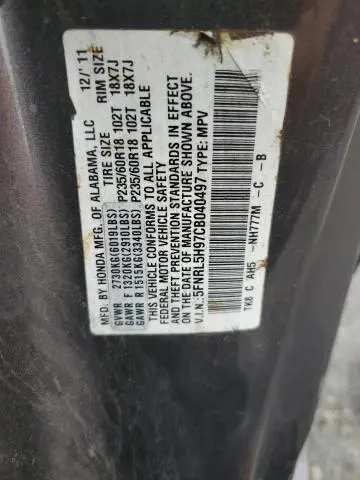 MFD. BY HONDA MFG. OF ALABAMA, LLC 12/'11
TIRE SIZE RIM SIZE
GVWR 2730KG(6019LBS)
GAWR F 1320KG(2910LBS) P235/60R18 102T 18X7J
GAWR R 1515KG(3340LBS) P235/60R18 102T 18X7J
THIS VEHICLE CONFORMS TO ALL APPLICABLE
FEDERAL MOTOR VEHICLE SAFETY
AND THEFT PREVENTION STANDARDS IN EFFECT
ON THE DATE OF MANUFACTURE SHOWN ABOVE.
V.I.N.:5FNRL5H97CB040497 TYPE: MPV
TK8 C AH5 -NH777M -C -B